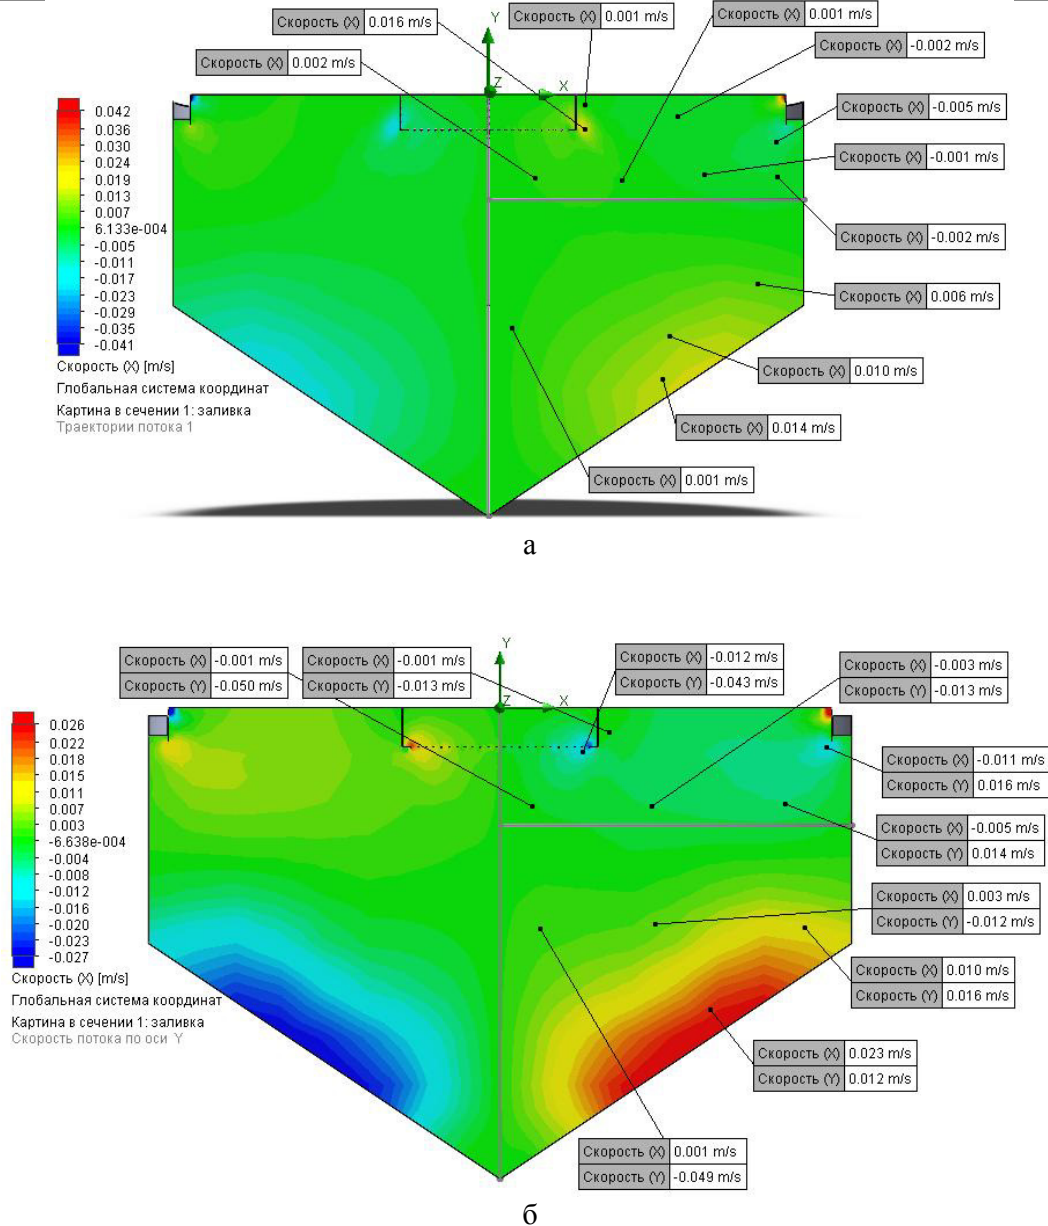 Скорость (X) 0.016 m/s
Скорость (X) 0.001 m/s
Скорость (X) 0.001 m/s
Скорость (X) -0.002 m/s
Скорость (X) 0.002 m/s
Y
Z
X
Скорость (X) -0.005 m/s
Скорость (X) -0.001 m/s
Скорость (X) -0.002 m/s
Скорость (X) 0.006 m/s
Скорость (X) 0.010 m/s
Скорость (X) 0.014 m/s
Скорость (X) 0.001 m/s
0.042
0.036
0.030
0.024
0.019
0.013
0.007
6.133e-004
-0.005
-0.011
-0.017
-0.023
-0.029
-0.035
-0.041
Скорость (X) [m/s]
Глобальная система координат
Картина в сечении 1: заливка
Траектории потока 1
а
Скорость (X) -0.001 m/s
Скорость (Y) -0.050 m/s
Скорость (X) -0.001 m/s
Скорость (Y) -0.013 m/s
Y
Z
X
Скорость (X) -0.012 m/s
Скорость (Y) -0.043 m/s
Скорость (X) -0.003 m/s
Скорость (Y) -0.013 m/s
Скорость (X) -0.011 m/s
Скорость (Y) 0.016 m/s
Скорость (X) -0.005 m/s
Скорость (Y) 0.014 m/s
Скорость (X) 0.003 m/s
Скорость (Y) -0.012 m/s
Скорость (X) 0.010 m/s
Скорость (Y) 0.016 m/s
Скорость (X) 0.023 m/s
Скорость (Y) 0.012 m/s
Скорость (X) 0.001 m/s
Скорость (Y) -0.049 m/s
0.026
0.022
0.018
0.015
0.011
0.007
0.003
-6.638e-004
-0.004
-0.008
-0.012
-0.016
-0.020
-0.023
-0.027
Скорость (X) [m/s]
Глобальная система координат
Картина в сечении 1: заливка
Скорость потока по оси Y
б